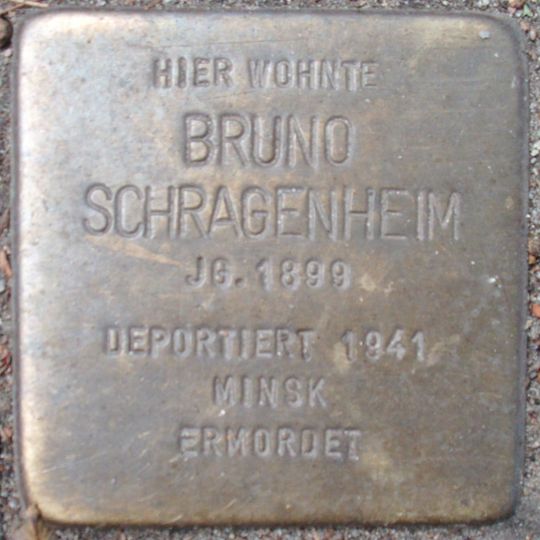 HIER WOHNTE
BRUNO
SCHRAGENHEIM
JG. 1899
DEPORTIERT 1941
MINSK
ERMORDET